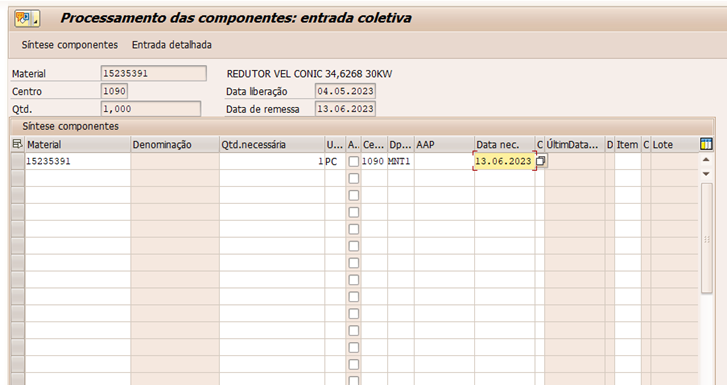 Processamento das componentes: entrada coletiva
Síntese componentes Entrada detalhada
Material 15235391 REDUTOR VEL CONIC 34,6268 30KW
Centro 1090 Data liberação 04.05.2023
Qtd. 1,000 Data de remessa 13.06.2023
Síntese componentes
Material Denominação Qtd.necessária U... A.. Ce... Dp... AAP Data nec. C ÚltimData... D Item C Lote
15235391 1 PC 1090 MNT1 13.06.2023